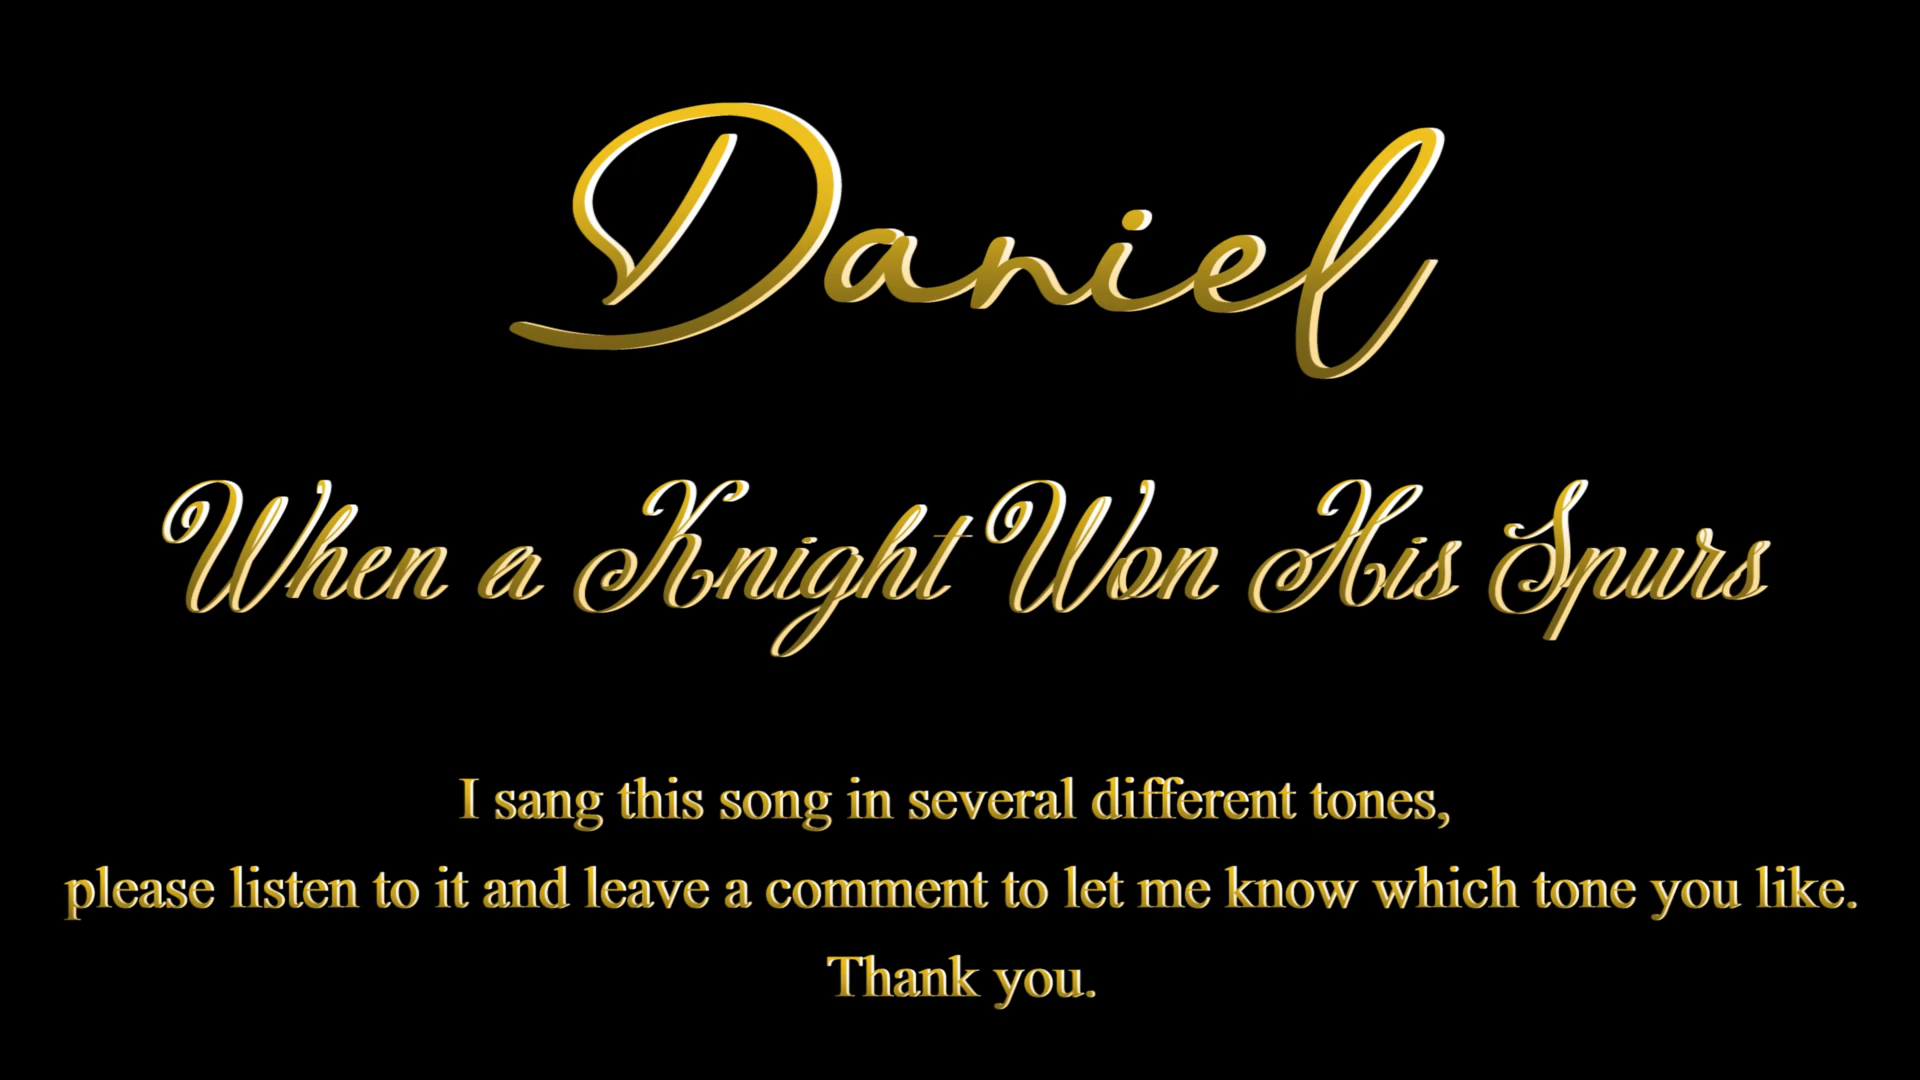 Daniel
When a Knight Won His Spurs
I sang this song in several different tones,
please listen to it and leave a comment to let me know which tone you like.
Thank you.